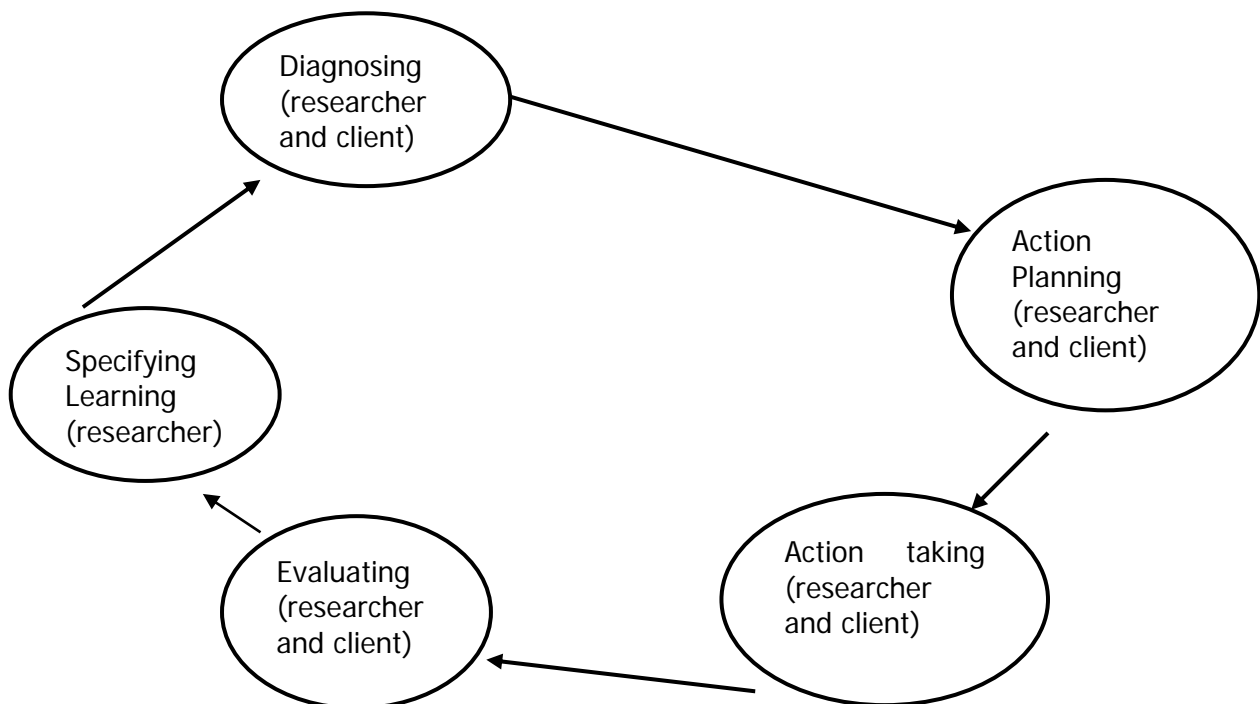 Diagnosing
(researcher
and client)
Action
Planning
(researcher
and client)
Specifying
Learning
(researcher)
Action taking
(researcher
and client)
Evaluating
(researcher
and client)